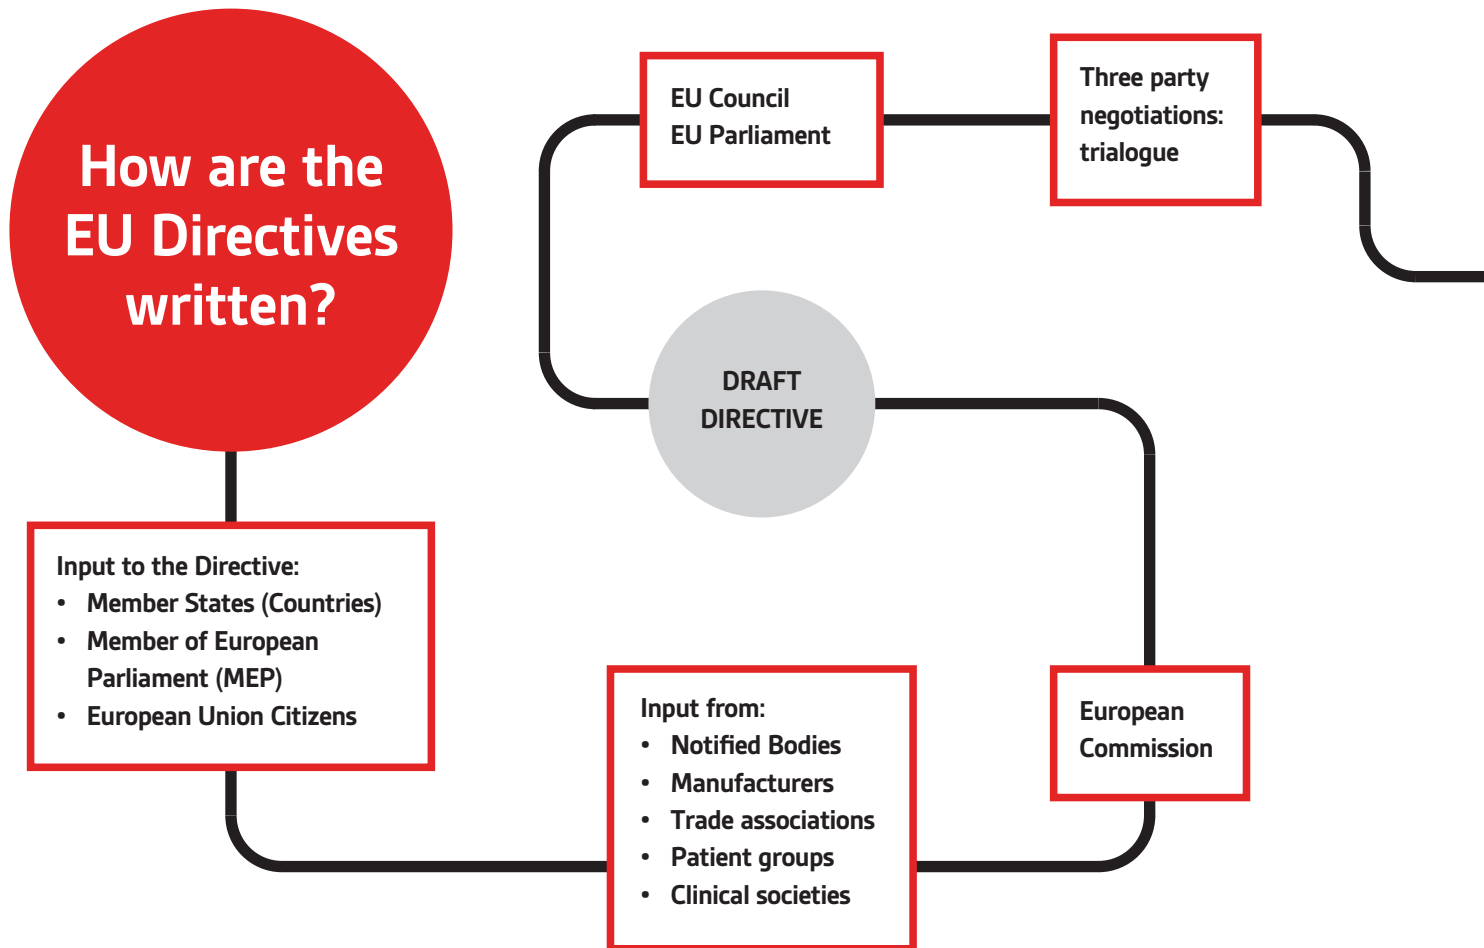 How are the
EU Directives
written?
Input to the Directive:
• Member States (Countries)
• Member of European
Parliament (MEP)
• European Union Citizens
Input from:
• Notified Bodies
• Manufacturers
• Trade associations
• Patient groups
• Clinical societies
European
Commission
DRAFT
DIRECTIVE
EU Council
EU Parliament
Three party
negotiations:
trialogue